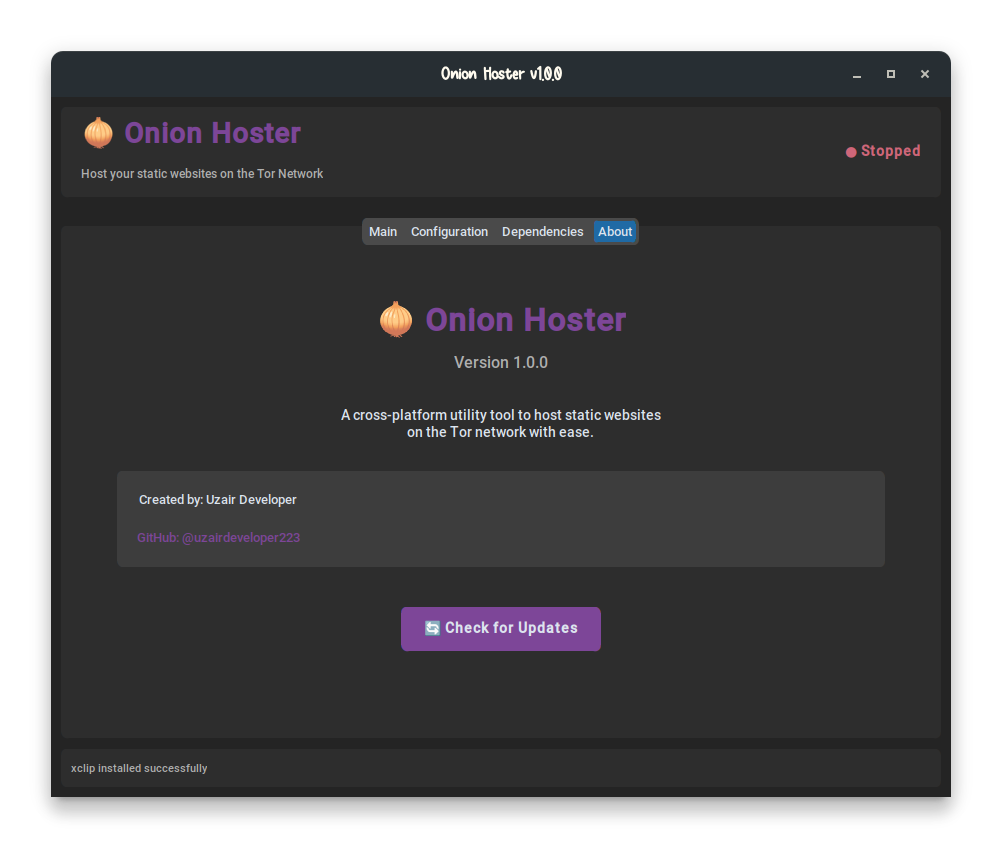 Onion Hoster v1.0.0
Onion Hoster
Stopped
Host your static websites on the Tor Network
Main Configuration Dependencies About
Onion Hoster
Version 1.0.0
A cross-platform utility tool to host static websites
on the Tor network with ease.
Created by: Uzair Developer
GitHub: @uzairdeveloper223
Check for Updates
xclip installed successfully